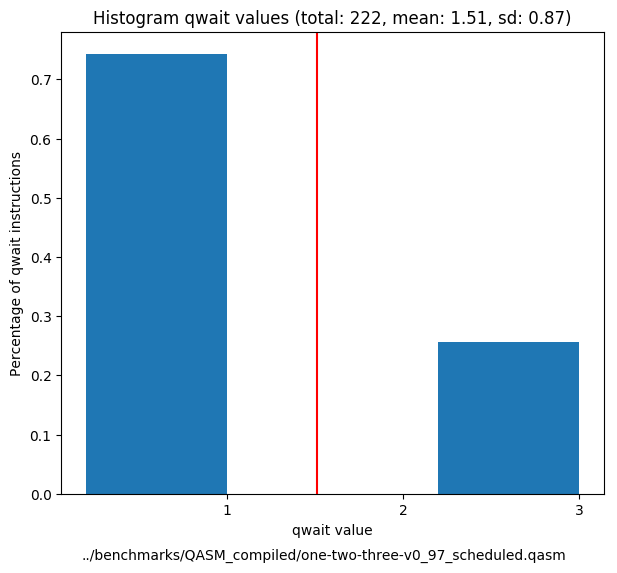 Histogram qwait values (total: 222, mean: 1.51, sd: 0.87)
Percentage of qwait instructions
0.7
0.6
0.5
0.4
0.3
0.2
0.1
0.0
1 2 3
qwait value
../benchmarks/QASM_compiled/one-two-three-v0_97_scheduled.qasm